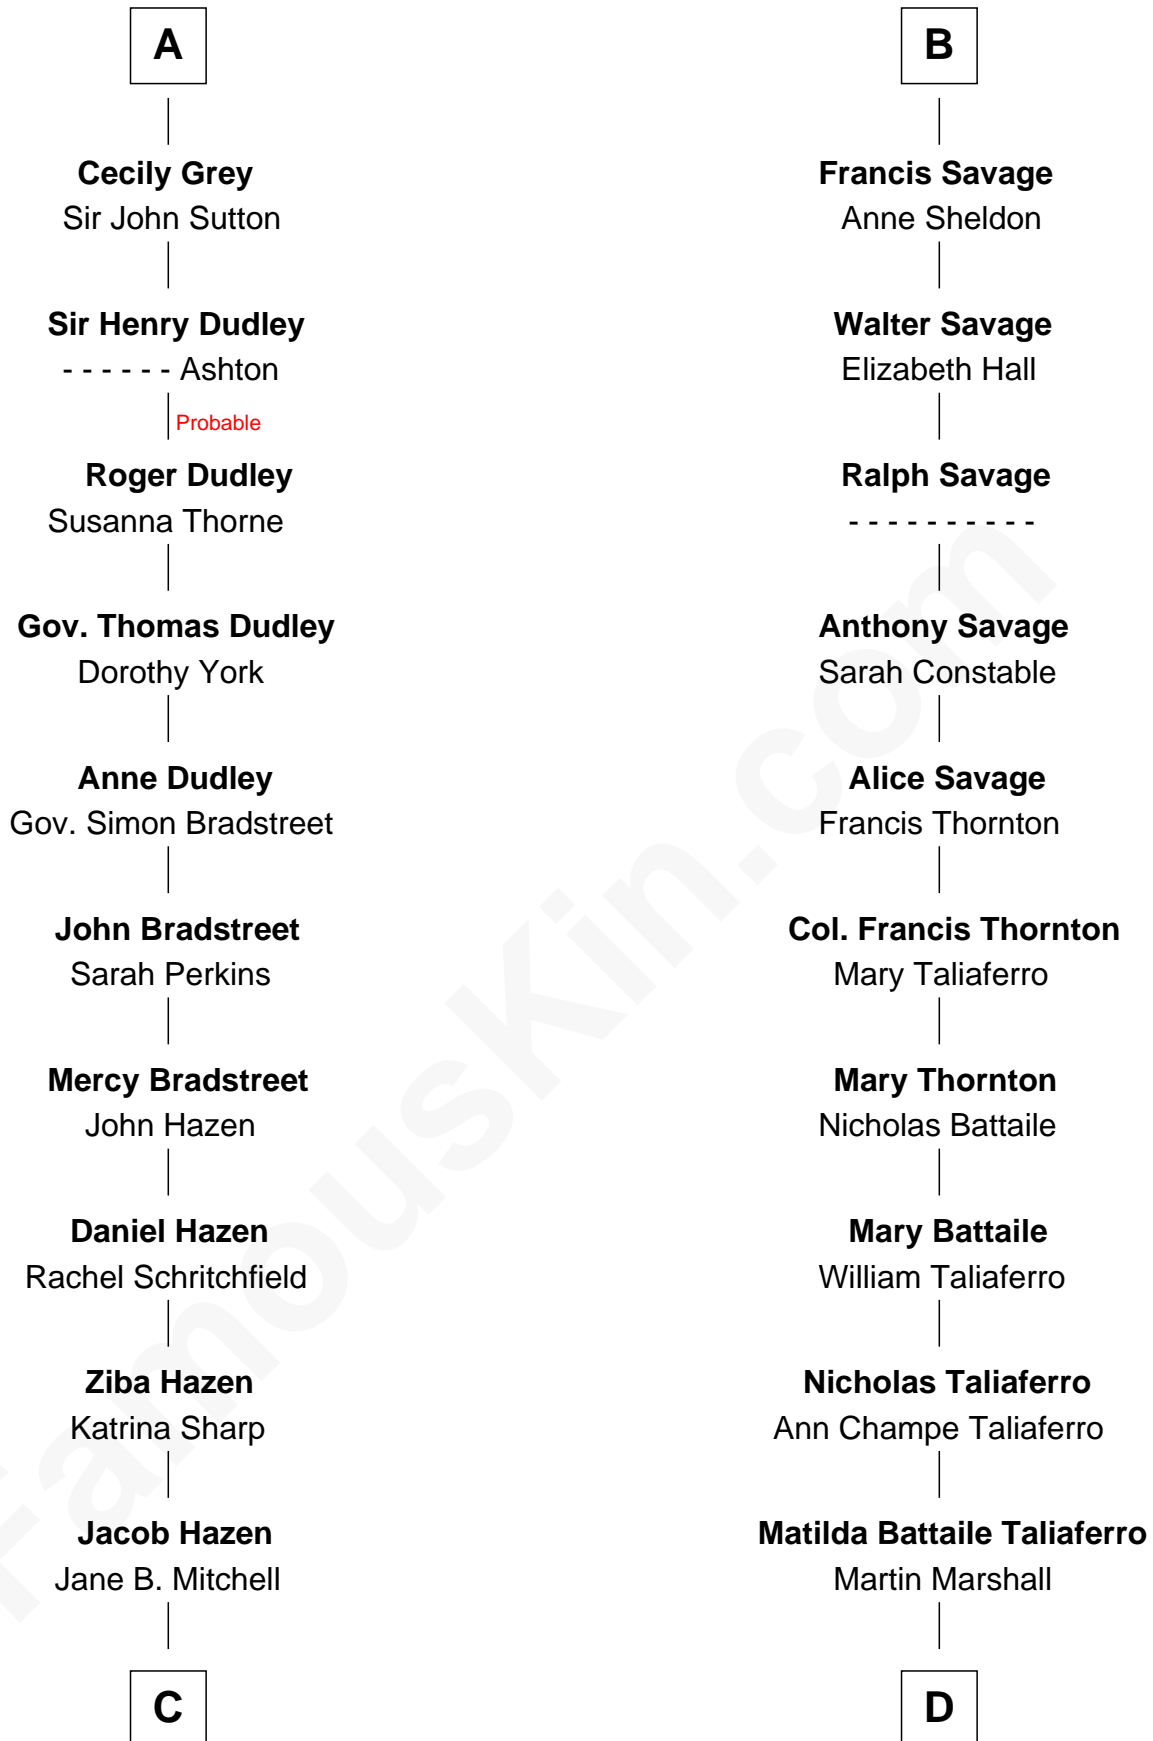 A
Cecily Grey
Sir John Sutton
Sir Henry Dudley
- - - - - - Ashton
Probable
Roger Dudley
Susanna Thorne
Gov. Thomas Dudley
Dorothy York
Anne Dudley
Gov. Simon Bradstreet
John Bradstreet
Sarah Perkins
Mercy Bradstreet
John Hazen
Daniel Hazen
Rachel Schritchfield
Ziba Hazen
Katrina Sharp
Jacob Hazen
Jane B. Mitchell
C
B
Francis Savage
Anne Sheldon
Walter Savage
Elizabeth Hall
Ralph Savage
- - - - - - - - - -
Anthony Savage
Sarah Constable
Alice Savage
Francis Thornton
Col. Francis Thornton
Mary Taliaferro
Mary Thornton
Nicholas Battaile
Mary Battaile
William Taliaferro
Nicholas Taliaferro
Ann Champe Taliaferro
Matilda Battaile Taliaferro
Martin Marshall
D
FamousKin.com